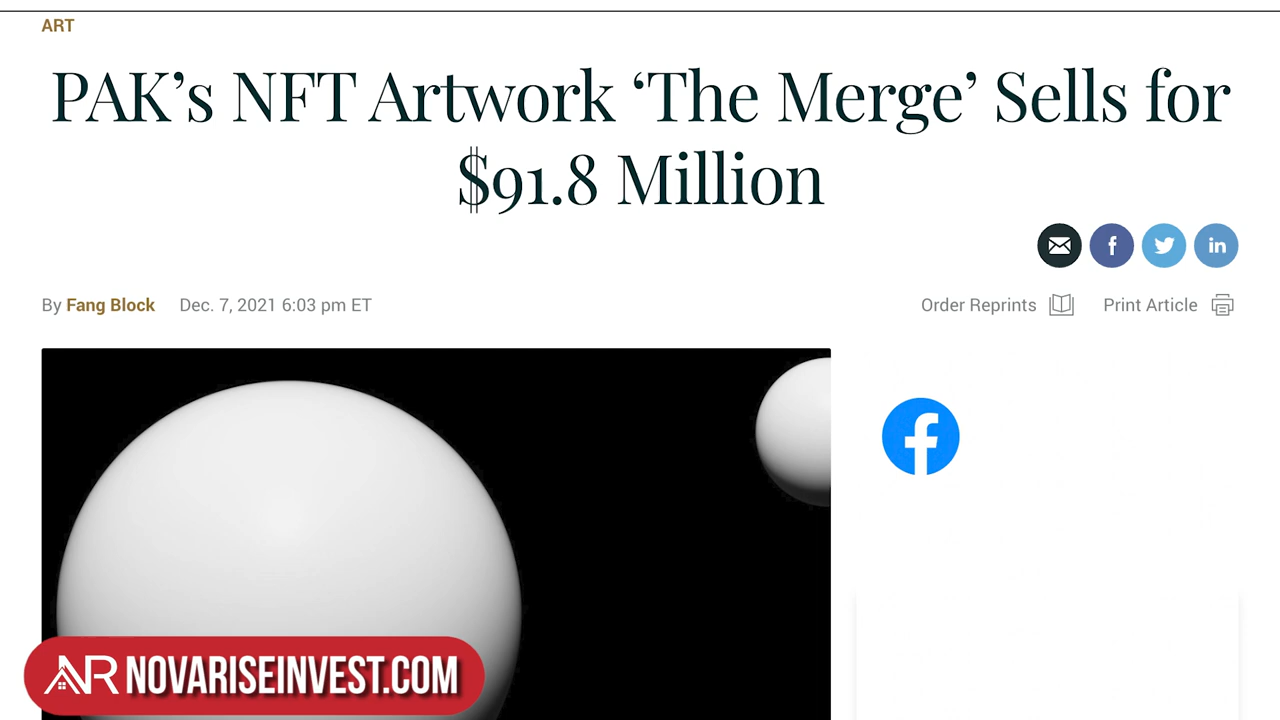 ART
PAK’s NFT Artwork ‘The Merge’ Sells for
$91.8 Million
By Fang Block Dec. 7, 2021 6:03 pm ET
Order Reprints Print Article
NOVARISEINVEST.COM